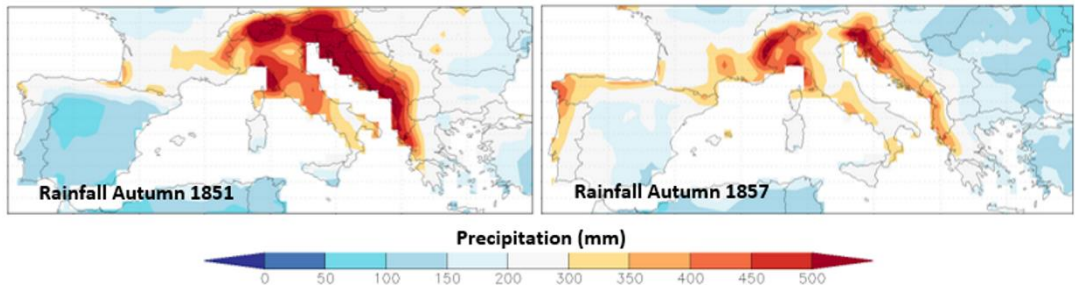 Rainfall Autumn 1851
Rainfall Autumn 1857
Precipitation (mm)
0 50 100 150 200 300 350 400 450 500